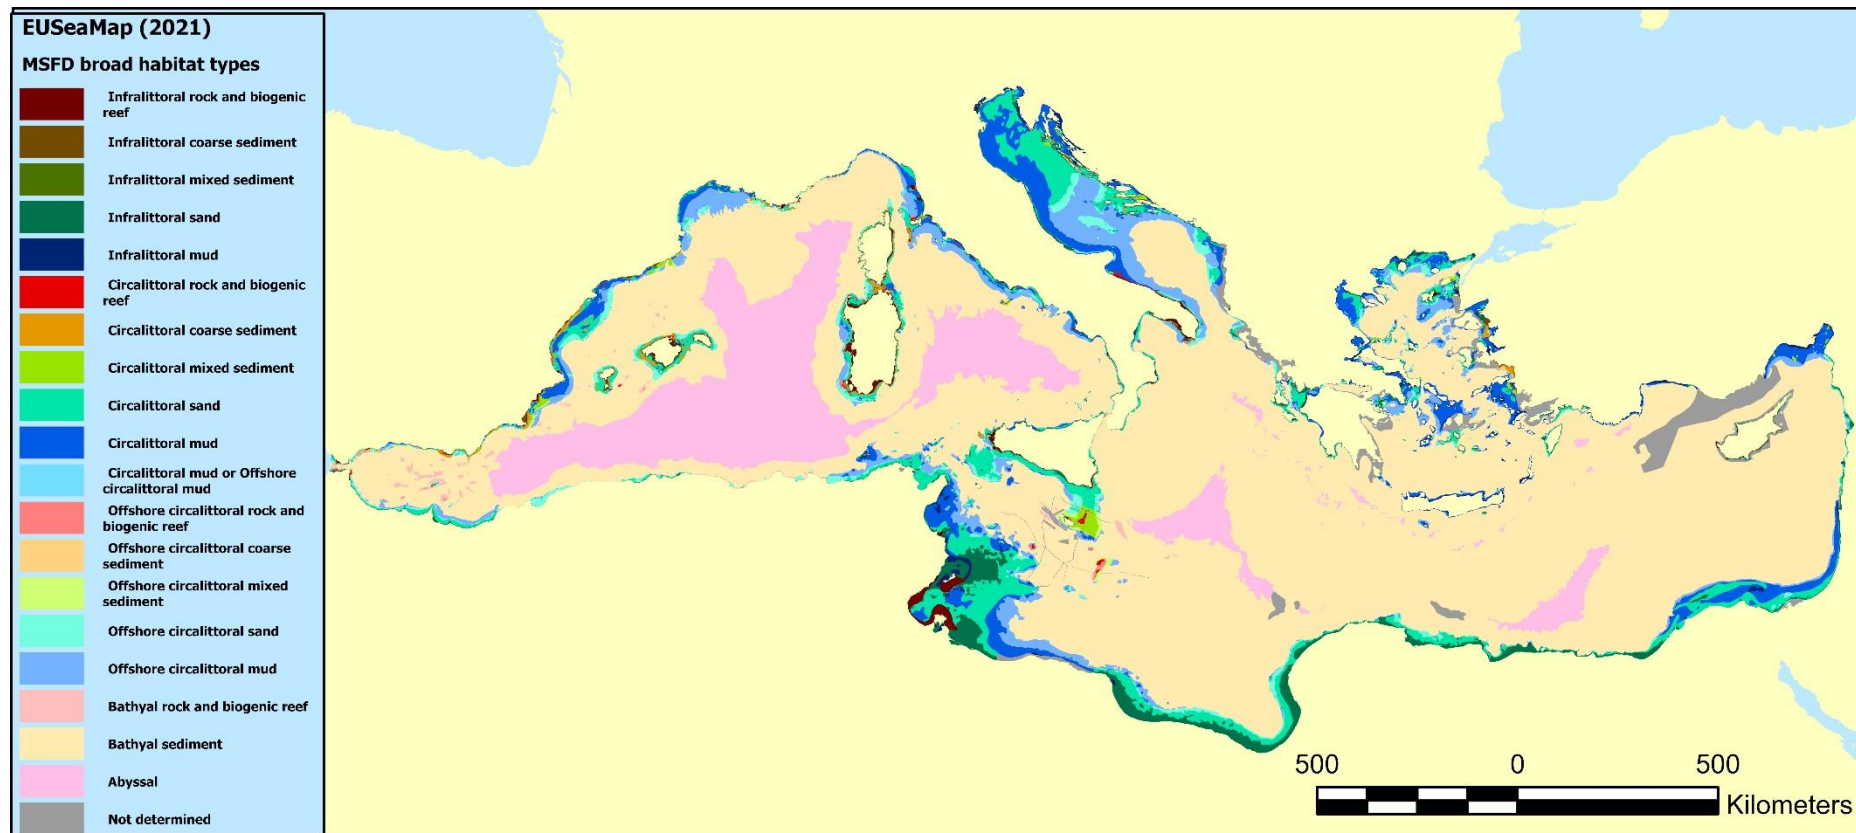 EUSeaMap (2021)
MSFD broad habitat types
Infralittoral rock and biogenic
reef
Infralittoral coarse sediment
Infralittoral mixed sediment
Infralittoral sand
Infralittoral mud
Circalittoral rock and biogenic
reef
Circalittoral coarse sediment
Circalittoral mixed sediment
Circalittoral sand
Circalittoral mud
Circalittoral mud or Offshore
circalittoral mud
Offshore circalittoral rock and
biogenic reef
Offshore circalittoral coarse
sediment
Offshore circalittoral mixed
sediment
Offshore circalittoral sand
Offshore circalittoral mud
Bathyal rock and biogenic reef
Bathyal sediment
Abyssal
Not determined
500 0 500
Kilometers